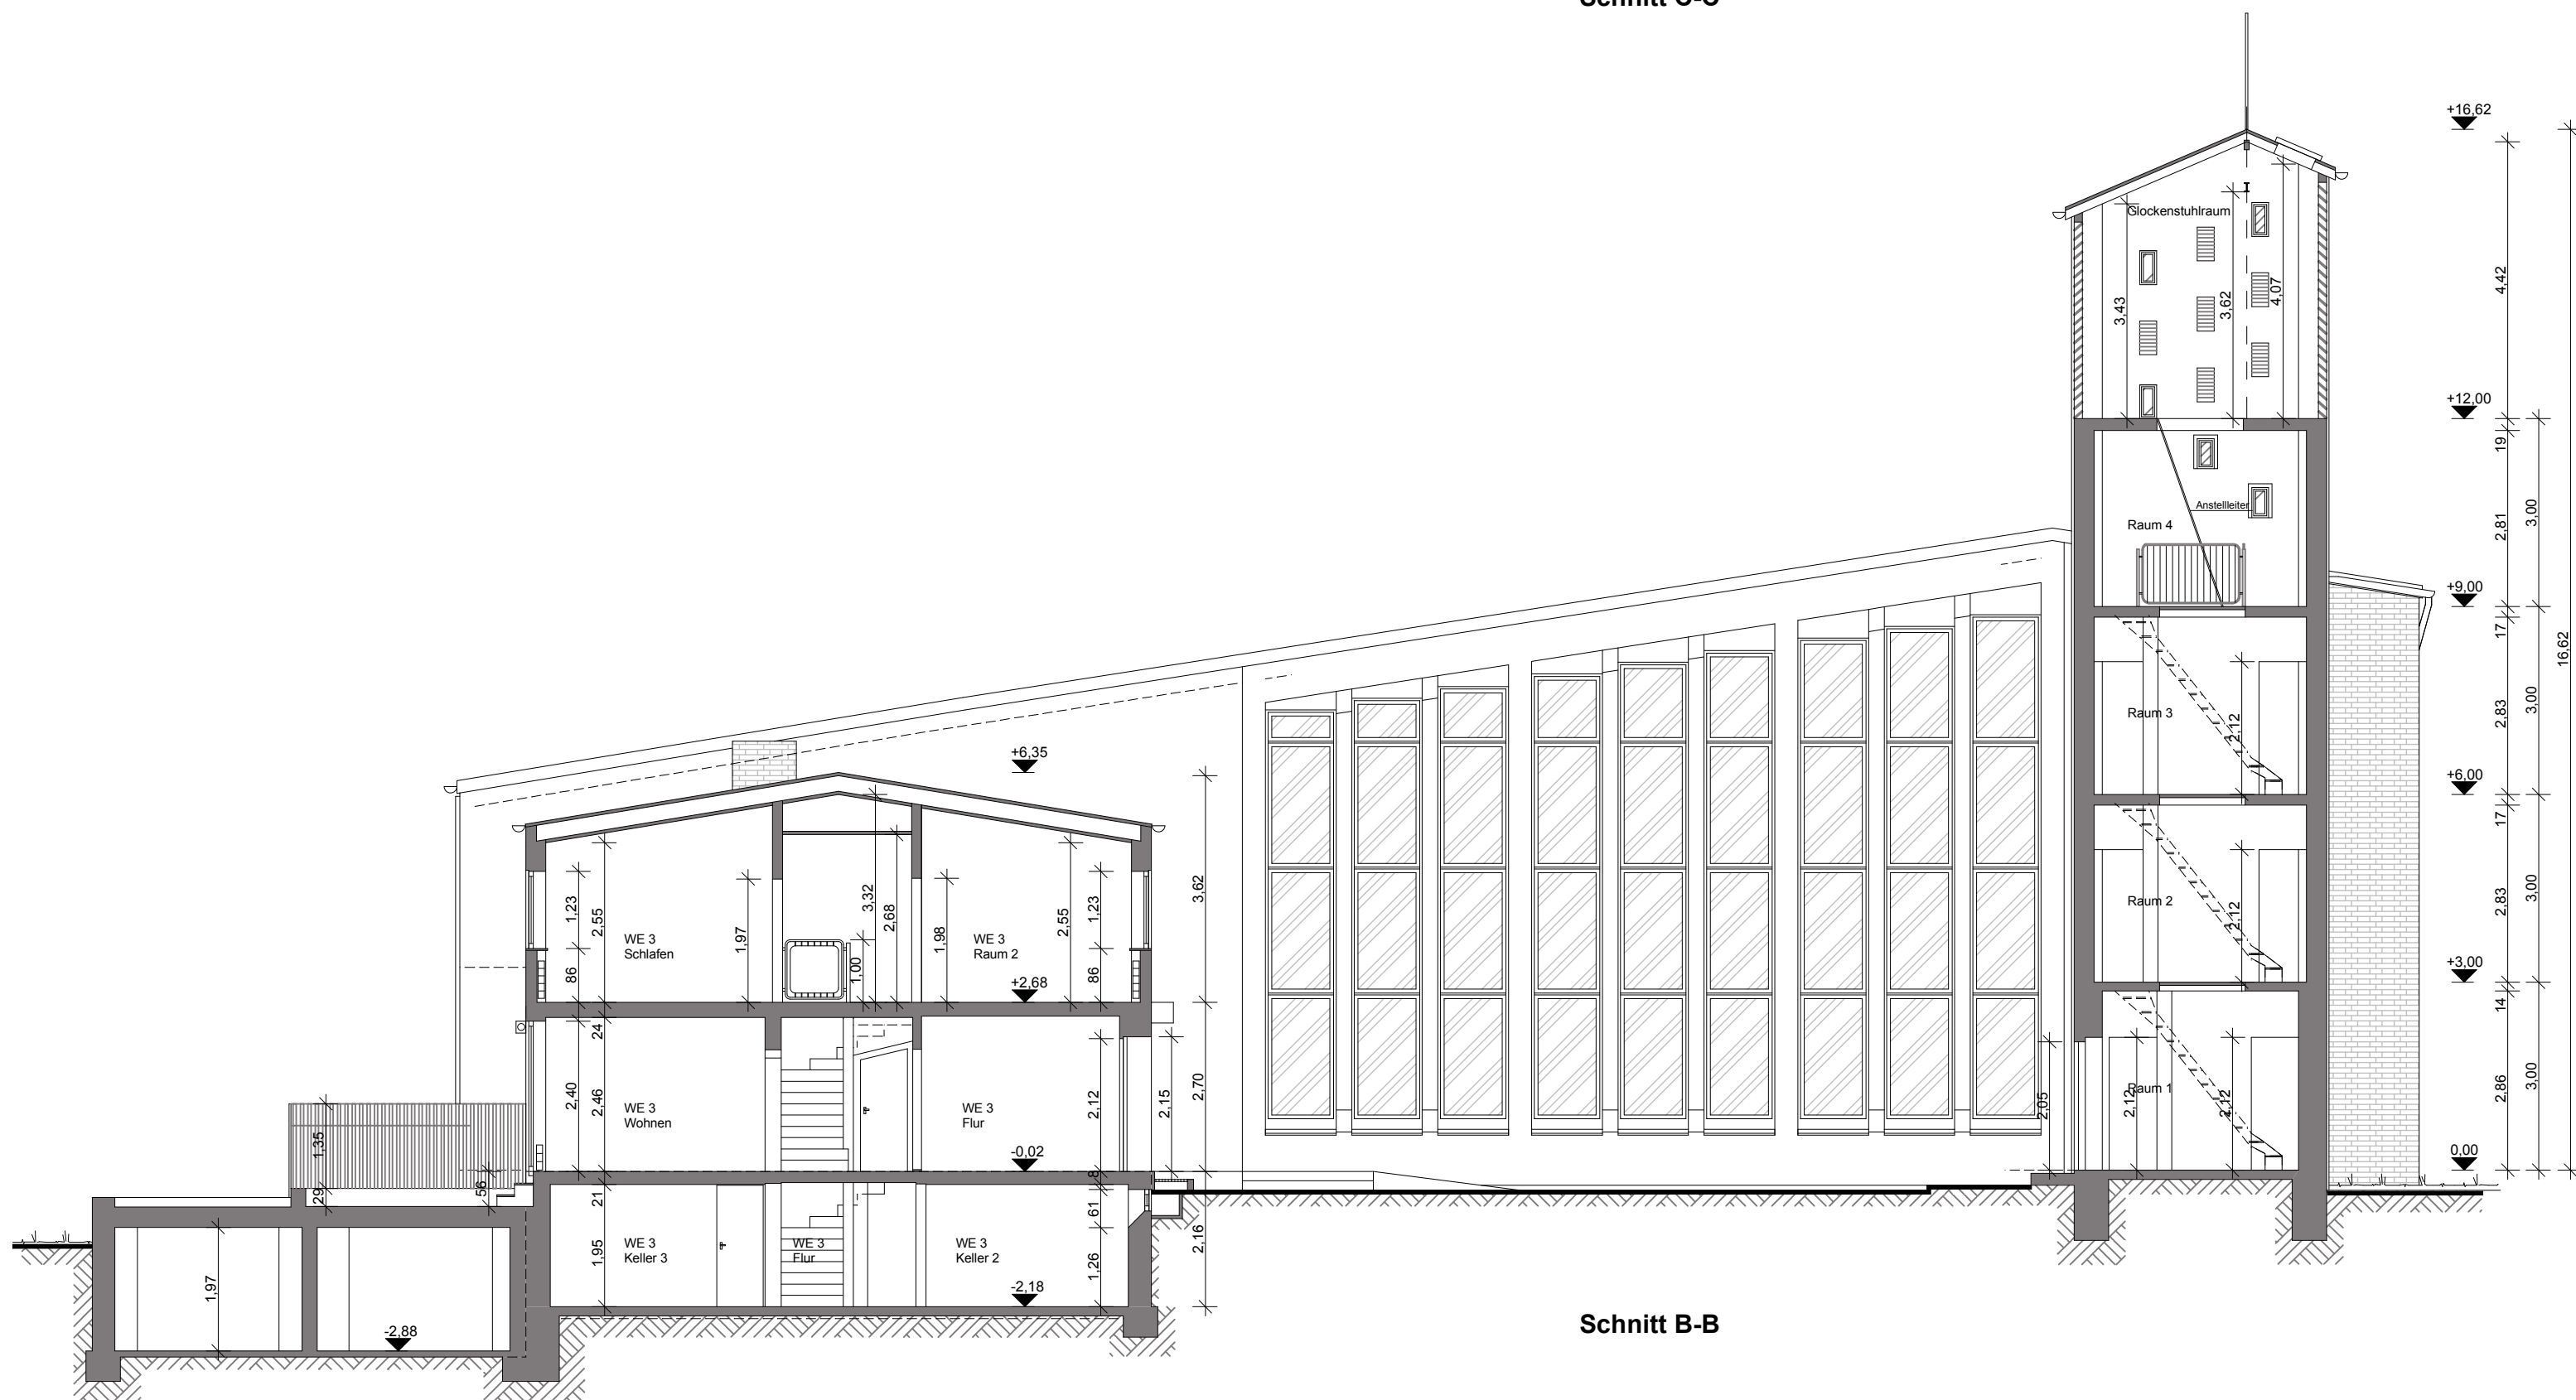 Schnitt C-C
+16,62
4,42
16,62
Glockenstuhlraum
3,43
3,62
4,07
+12,00
19
Anstellleiter
Raum 4
2,81
3,00
+9,00
17
Raum 3
2,12
2,83
3,00
+6,35
+6,00
17
3,62
1,23
2,55
1,97
3,32
2,68
1,98
2,55
1,23
Raum 2
2,12
2,83
3,00
WE 3
Schlafen
WE 3
Raum 2
86
1,00
86
+2,68
+3,00
14
24
2,40
2,46
WE 3
Wohnen
WE 3
Flur
2,12
2,15
2,70
2,05
2,12
Raum 1
2,12
2,86
3,00
1,35
-0,02
0,00
29
56
21
8
61
2,16
1,95
WE 3
Keller 3
WE 3
Flur
WE 3
Keller 2
1,26
1,97
-2,18
-2,88
Schnitt B-B